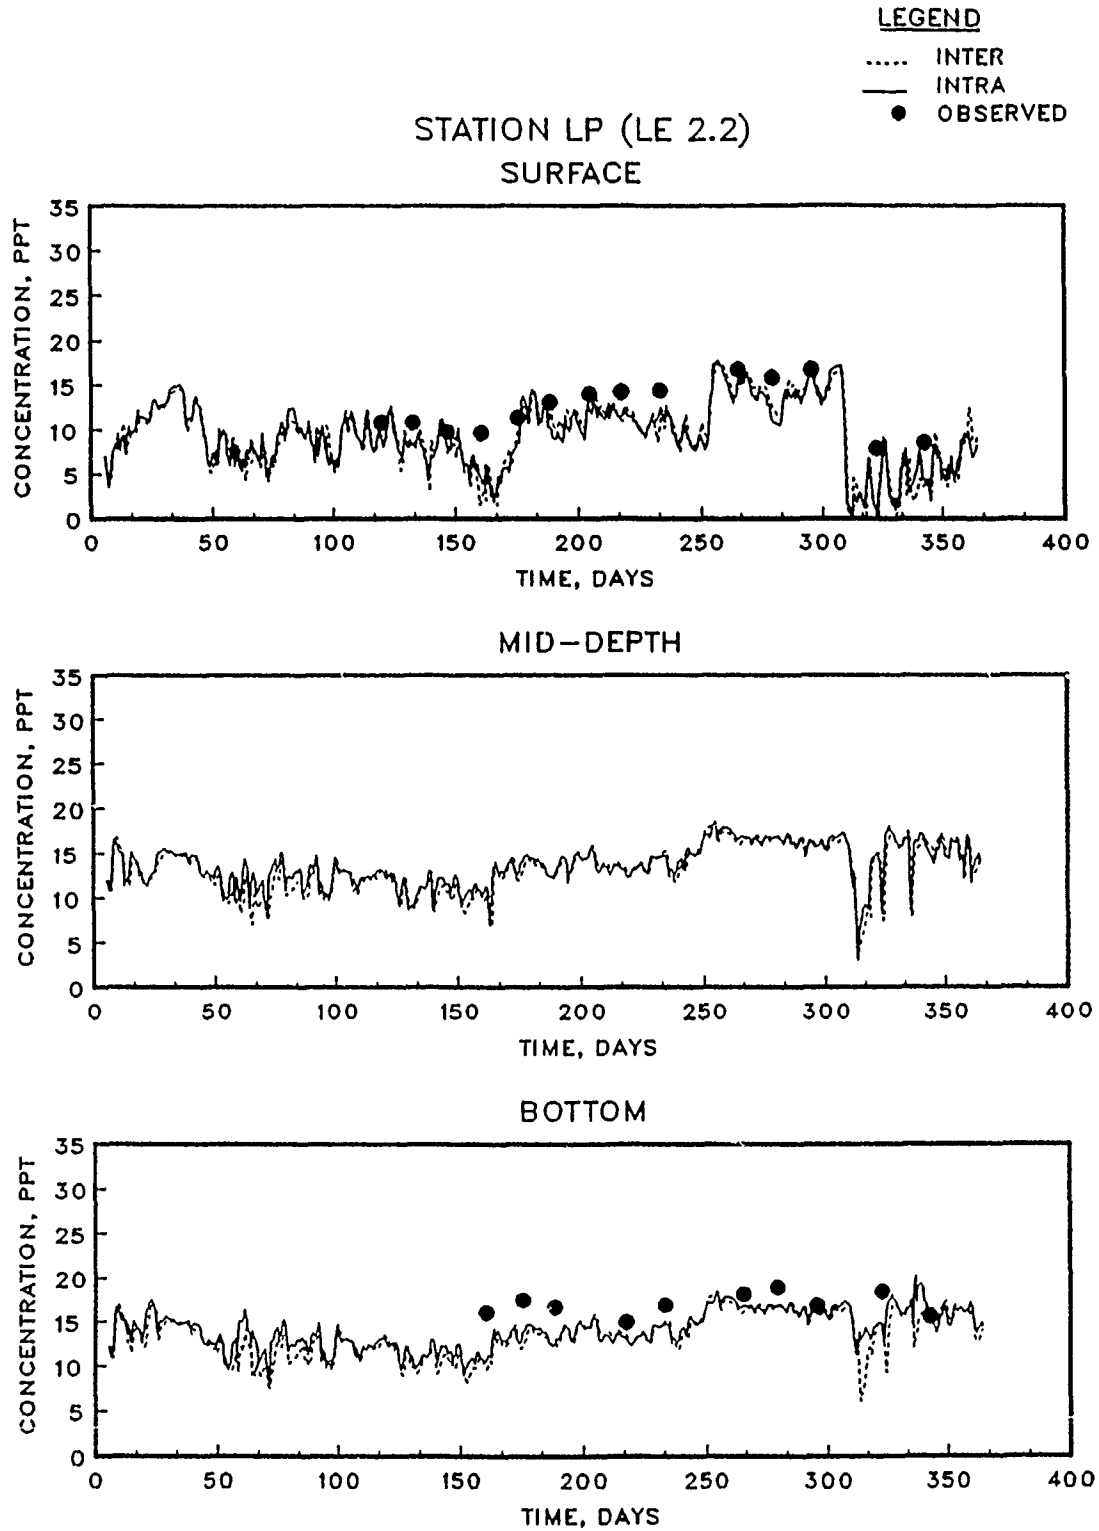 LEGEND
INTER
INTRA
OBSERVED
STATION LP (LE 2.2)
SURFACE
CONCENTRATION, PPT
35
30
25
20
15
10
5
0
0 50 100 150 200 250 300 350 400
TIME, DAYS
MID-DEPTH
CONCENTRATION, PPT
35
30
25
20
15
10
5
0
0 50 100 150 200 250 300 350 400
TIME, DAYS
BOTTOM
CONCENTRATION, PPT
35
30
25
20
15
10
5
0
0 50 100 150 200 250 300 350 400
TIME, DAYS